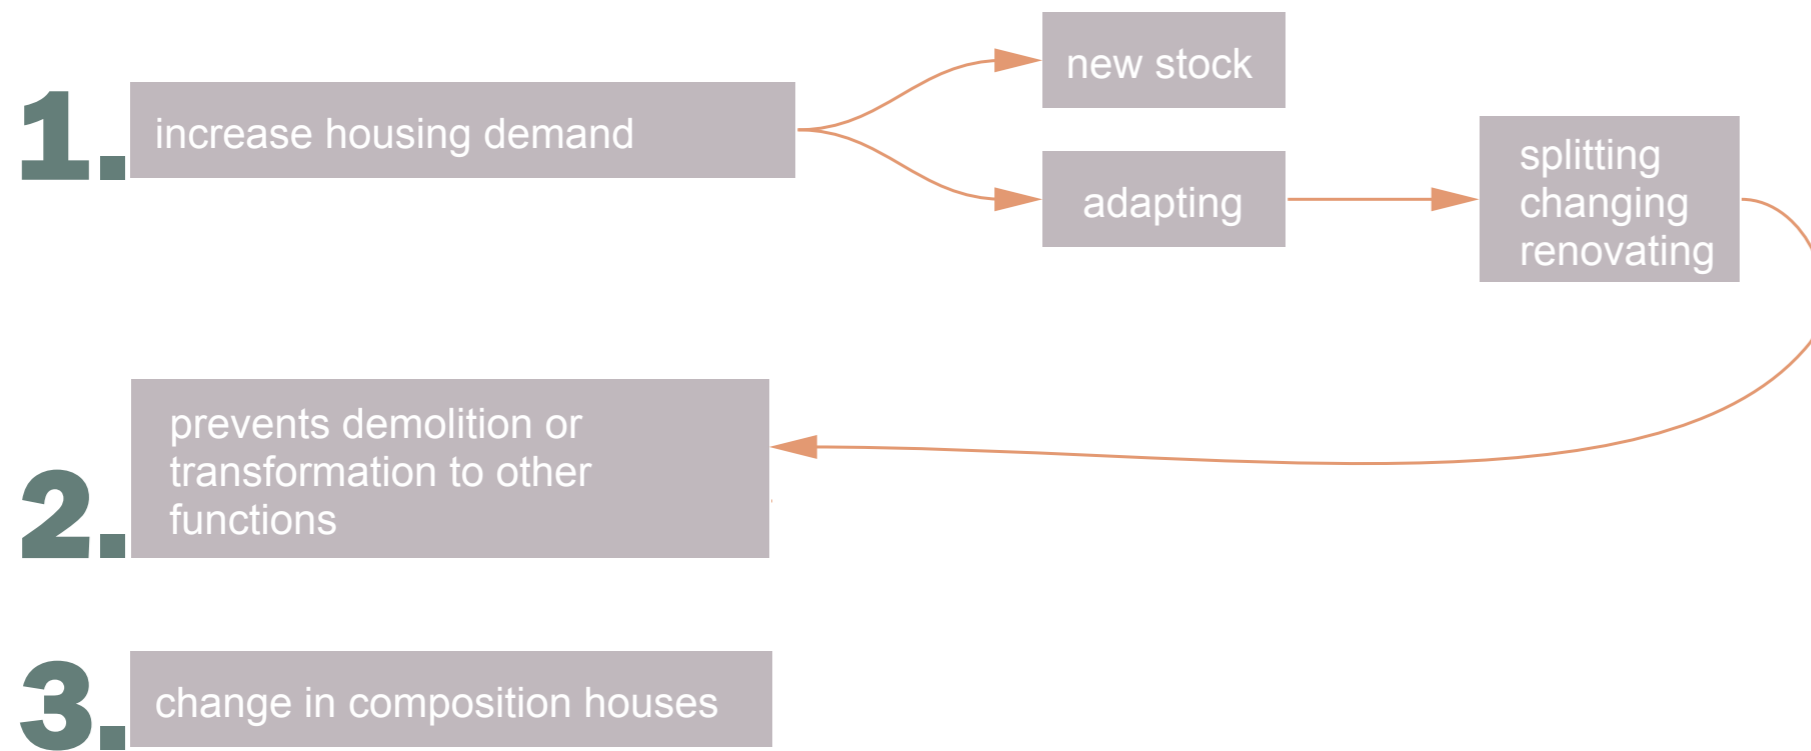 1.
increase housing demand
new stock
adapting
splitting
changing
renovating
2.
prevents demolition or
transformation to other
functions
3.
change in composition houses